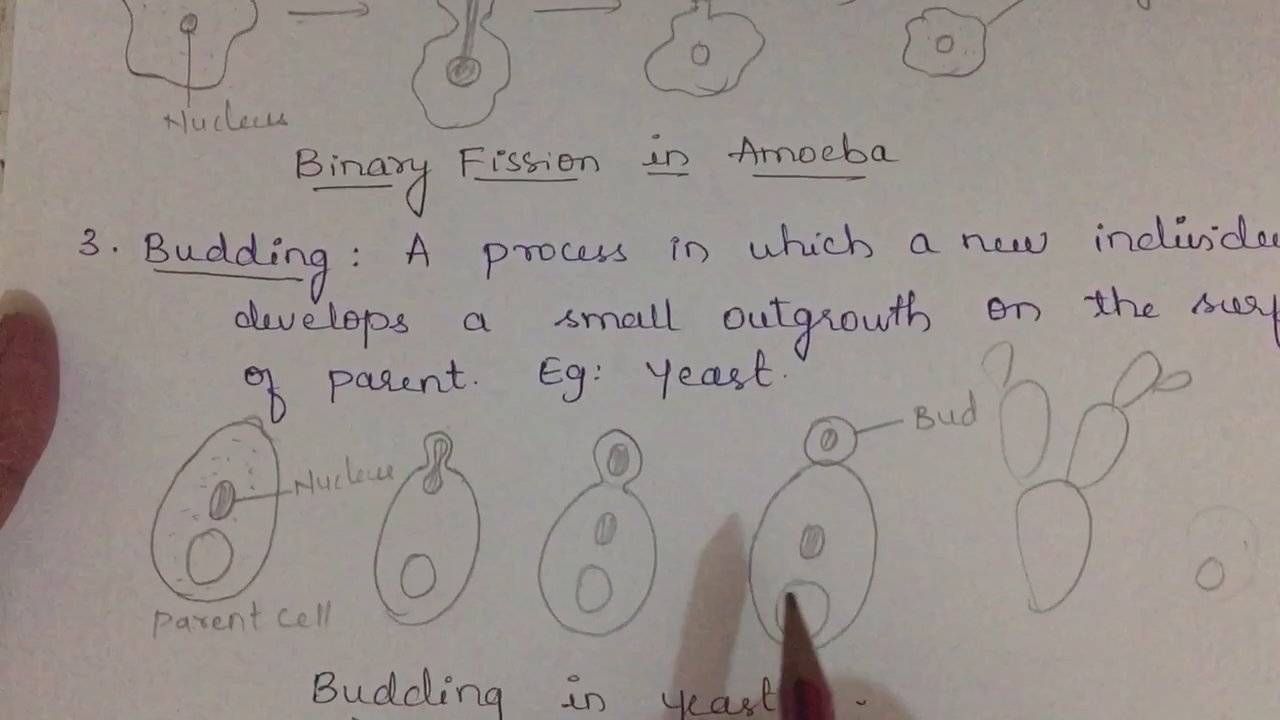 Nucleus
Binary Fission in Amoeba
3. Budding : A process in which a new
develops a small outgrowth on the
of parent. Eg: Yeast.
Bud
Nucleus
Parent Cell
Budding in yeast